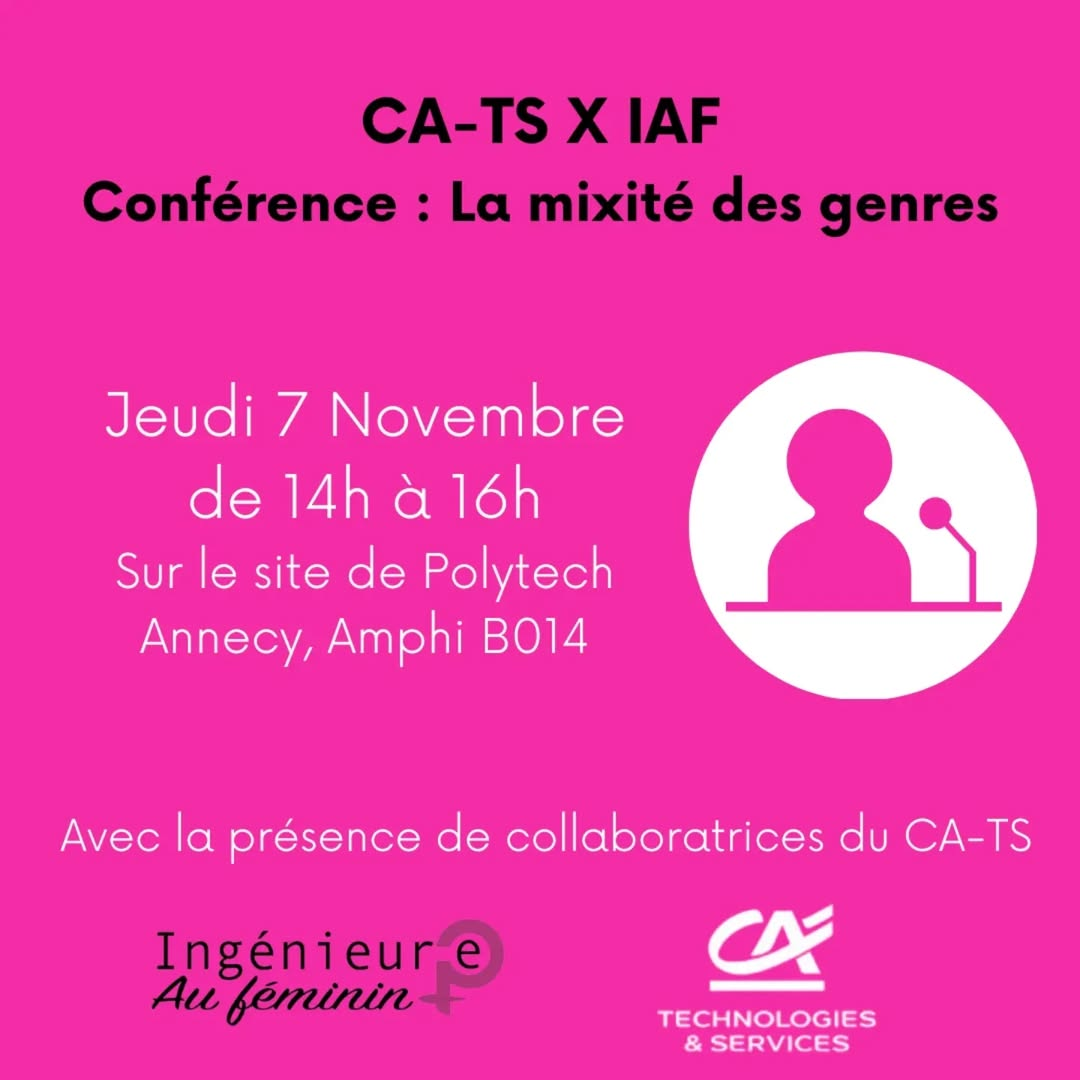 CA-TS X IAF
Conférence : La mixité des genres
Jeudi 7 Novembre
de 14h à 16h
Sur le site de Polytech
Annecy, Amphi B014
Avec la présence de collaboratrices du CA-TS
Ingénieur-e
Au féminin
CA
TECHNOLOGIES
& SERVICES